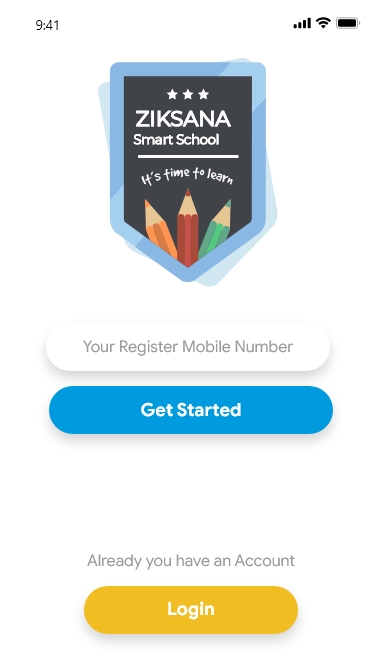 9:41
ZIKSANA
Smart School
It's time to learn
Your Register Mobile Number
Get Started
Already you have an Account
Login